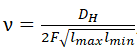 ν = D_H / 2F√(l_max l_min)